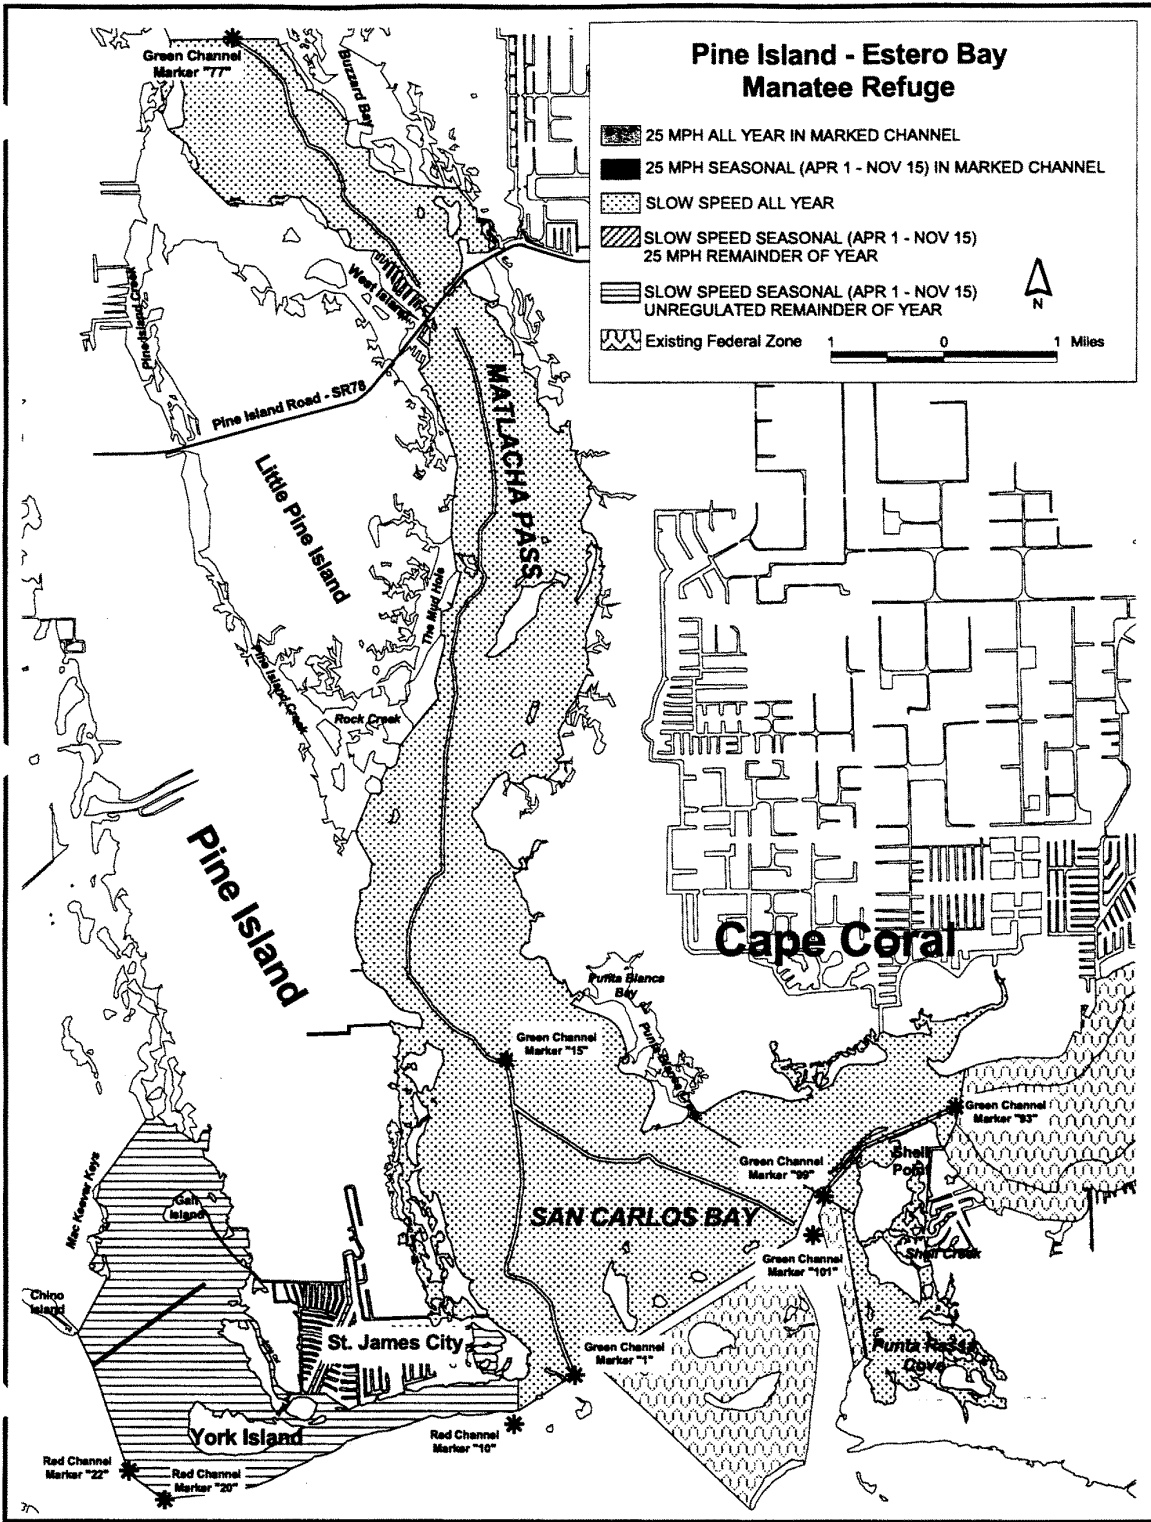 Pine Island - Estero Bay
Manatee Refuge
25 MPH ALL YEAR IN MARKED CHANNEL
25 MPH SEASONAL (APR 1 - NOV 15) IN MARKED CHANNEL
SLOW SPEED ALL YEAR
SLOW SPEED SEASONAL (APR 1 - NOV 15)
25 MPH REMAINDER OF YEAR
SLOW SPEED SEASONAL (APR 1 - NOV 15)
UNREGULATED REMAINDER OF YEAR
Existing Federal Zone
N
1 0 1 Miles
Green Channel
Marker "77"
Buzzard Bay
West Island
Pine Island Creek
Pine Island Road - SR78
MATLACHA PASS
Little Pine Island
The Mud Hole
Pine Island Creek
Rock Creek
Pine Island
Cape Coral
Punta Blanca
Bay
Punta Blanca
Green Channel
Marker "15"
Green Channel
Marker "93"
Shell
Point
Green Channel
Marker "99"
Mac Keever Keys
Galt
Island
SAN CARLOS BAY
Shell Creek
Green Channel
Marker "101"
Chino
Island
St. James City
Green Channel
Marker "1"
Punta Rassa
Cove
York Island
Red Channel
Marker "10"
Red Channel
Marker "22"
Red Channel
Marker "20"